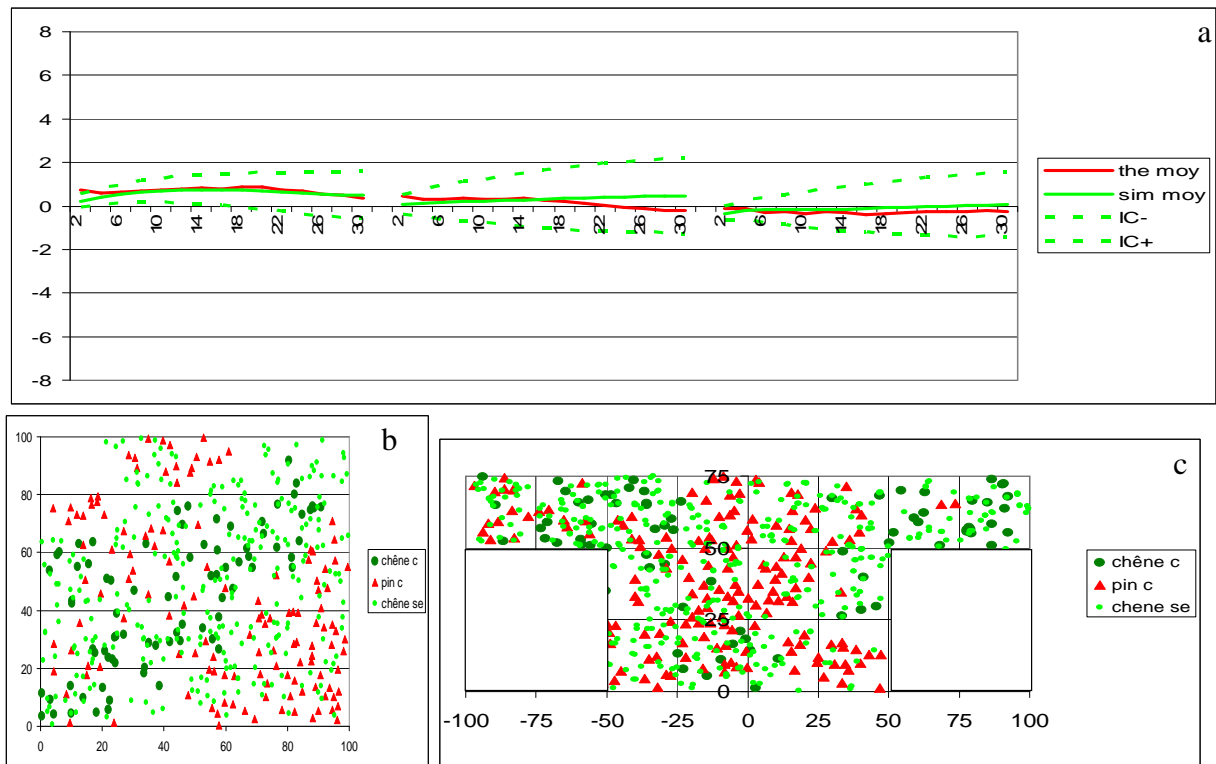 a
8
6
4
2
0
-2
-4
-6
-8
2 6 10 14 18 22 26 30 2 6 10 14 18 22 26 30 2 6 10 14 18 22 26 30
the moy
sim moy
IC-
IC+
b
100
80
60
40
20
0
0 20 40 60 80 100
chêne c
pin c
chêne se
c
75
50
25
0
-100 -75 -50 -25 0 25 50 75 100
chêne c
pin c
chene se